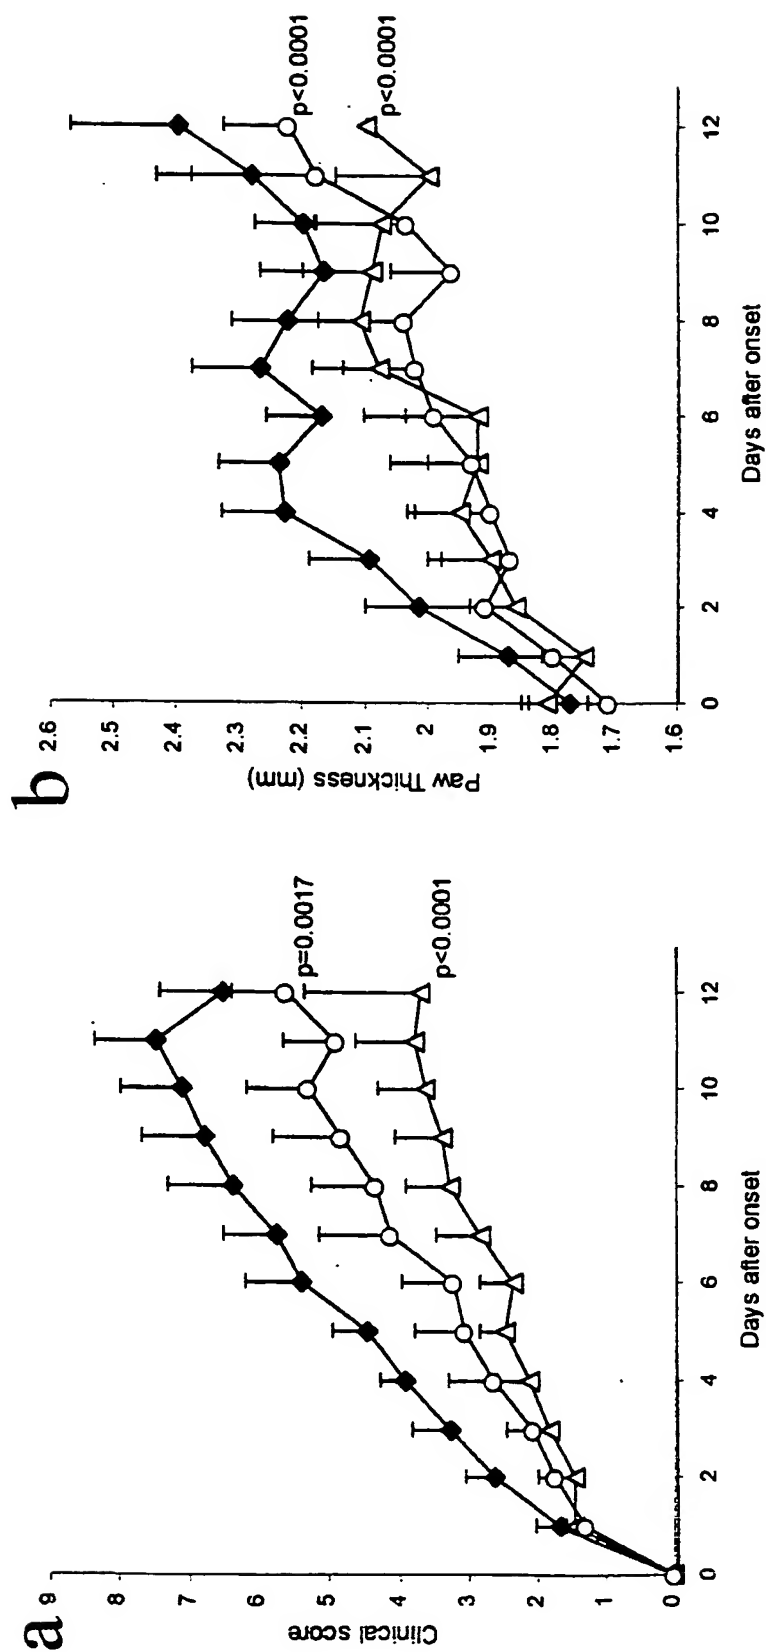 a
Clinical score
9
8
7
6
5
4
3
2
1
0
0 2 4 6 8 10 12
Days after onset
p=0.0017
p<0.0001
b
Paw Thickness (mm)
2.6
2.5
2.4
2.3
2.2
2.1
2
1.9
1.8
1.7
1.6
0 2 4 6 8 10 12
Days after onset
p<0.0001
p<0.0001